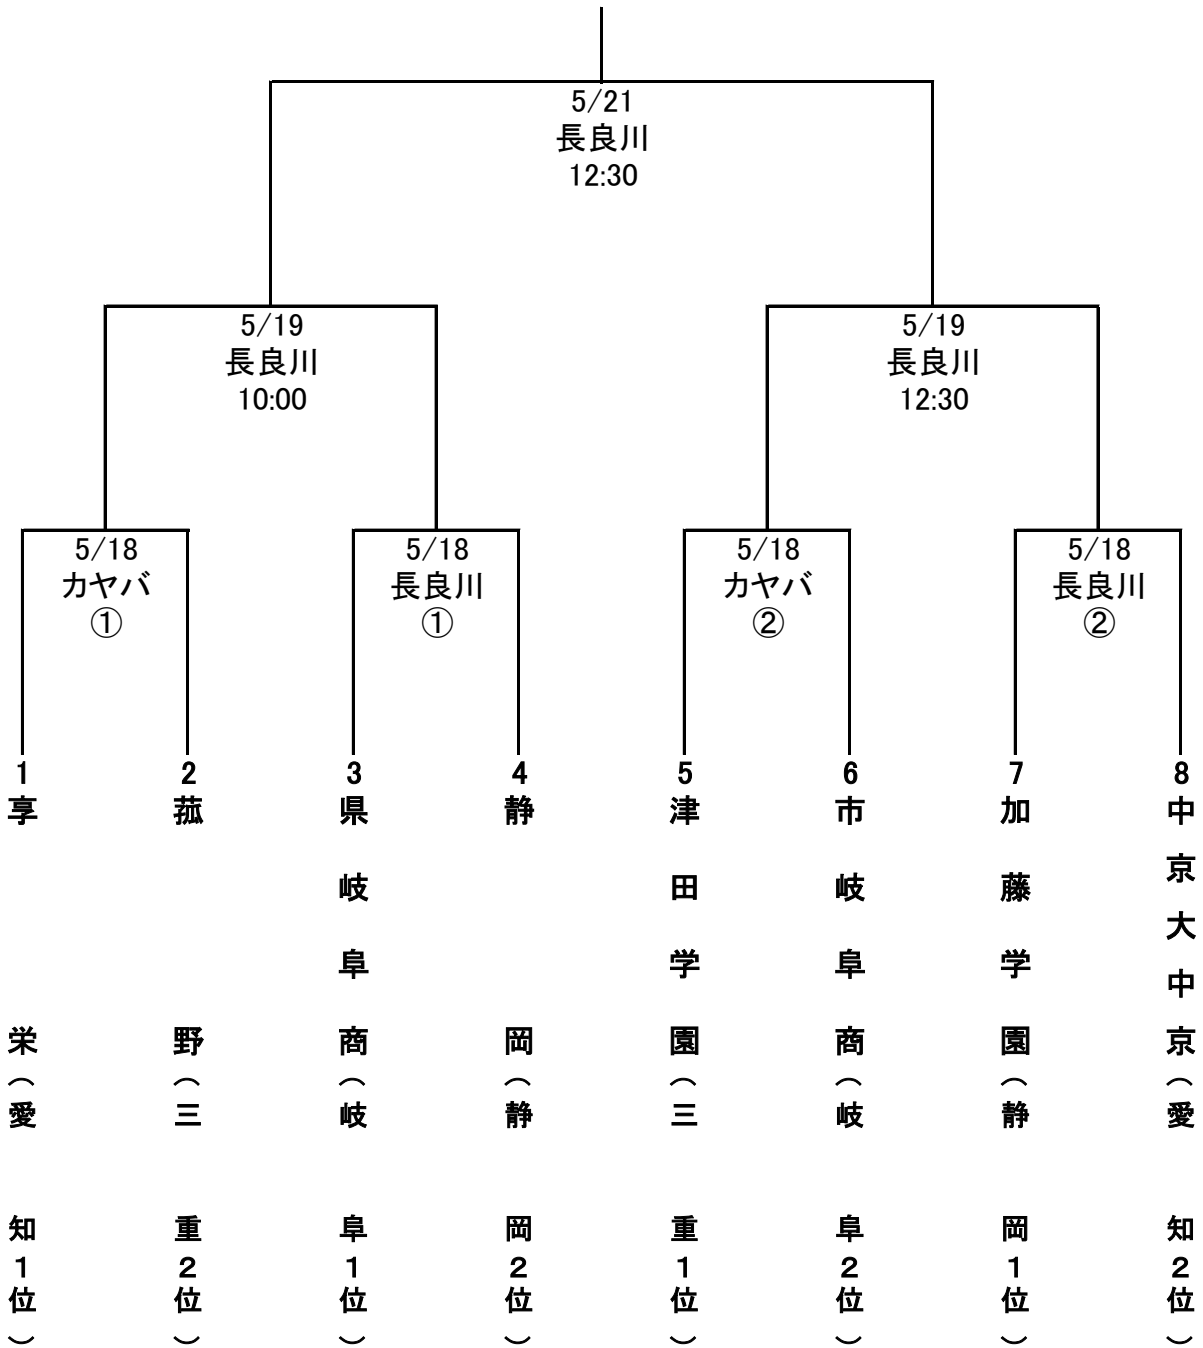 5/21
長良川
12:30
5/19
長良川
10:00
5/19
長良川
12:30
5/18
カヤバ
①
5/18
長良川
①
5/18
カヤバ
②
5/18
長良川
②
1
享栄(愛知1位)
2
菰野(三重2位)
3
県岐阜商(岐阜1位)
4
静岡(静岡2位)
5
津田学園(三重1位)
6
市岐阜商(岐阜2位)
7
加藤学園(静岡1位)
8
中京大中京(愛知2位)